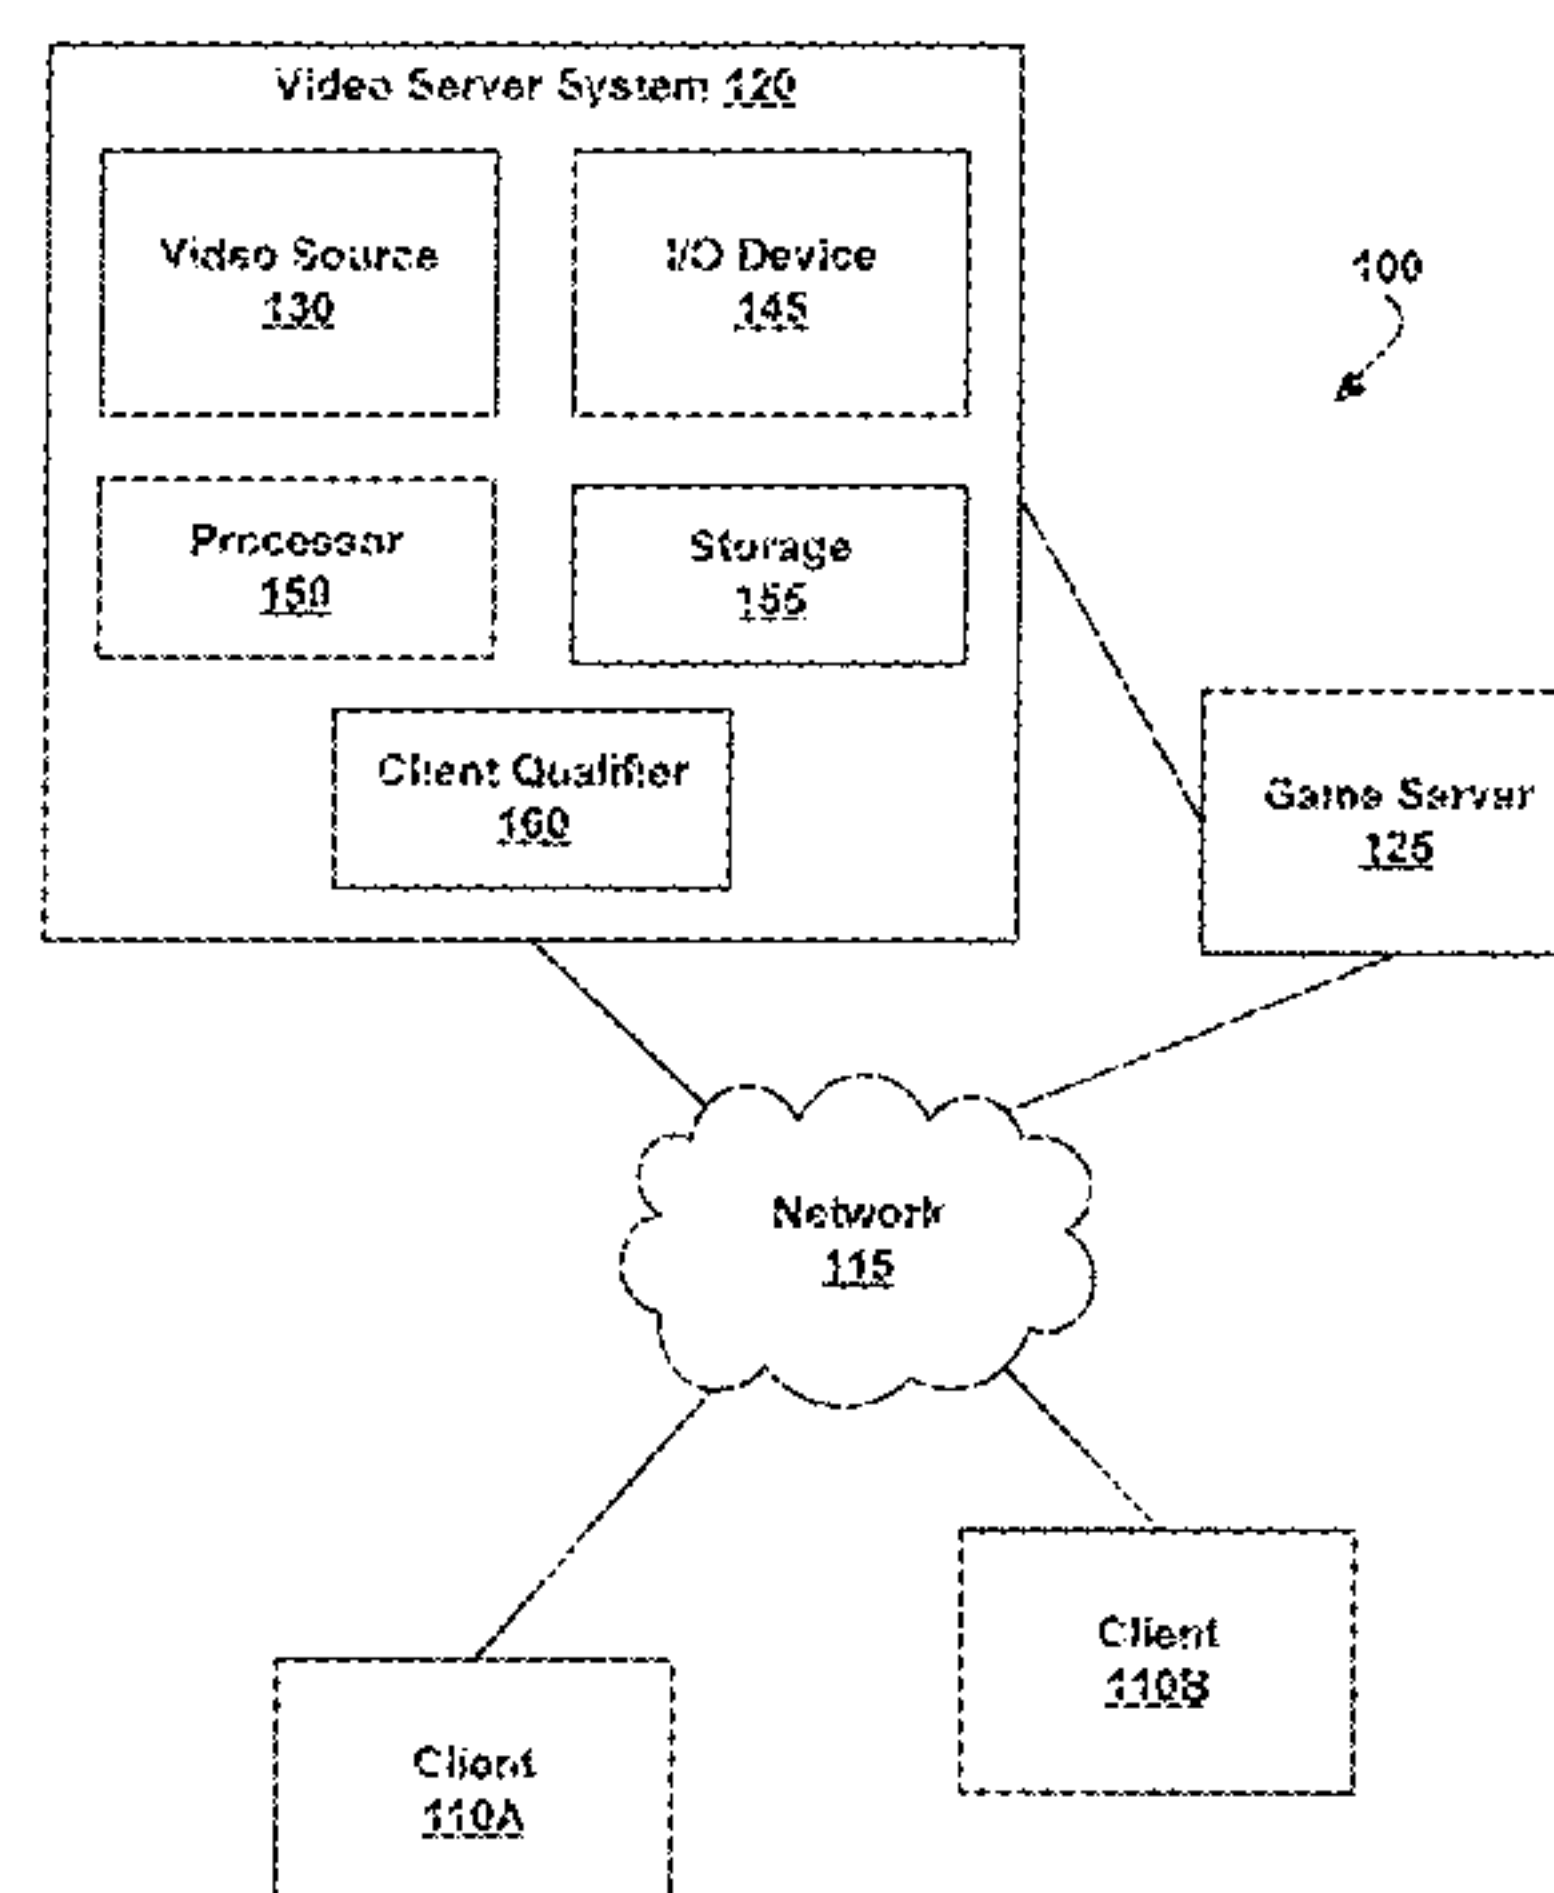 Video Server System 120
Video Source
130
I/O Device
145
100
Processor
150
Storage
155
Client Qualifier
160
Game Server
125
Network
115
Client
110B
Client
110A